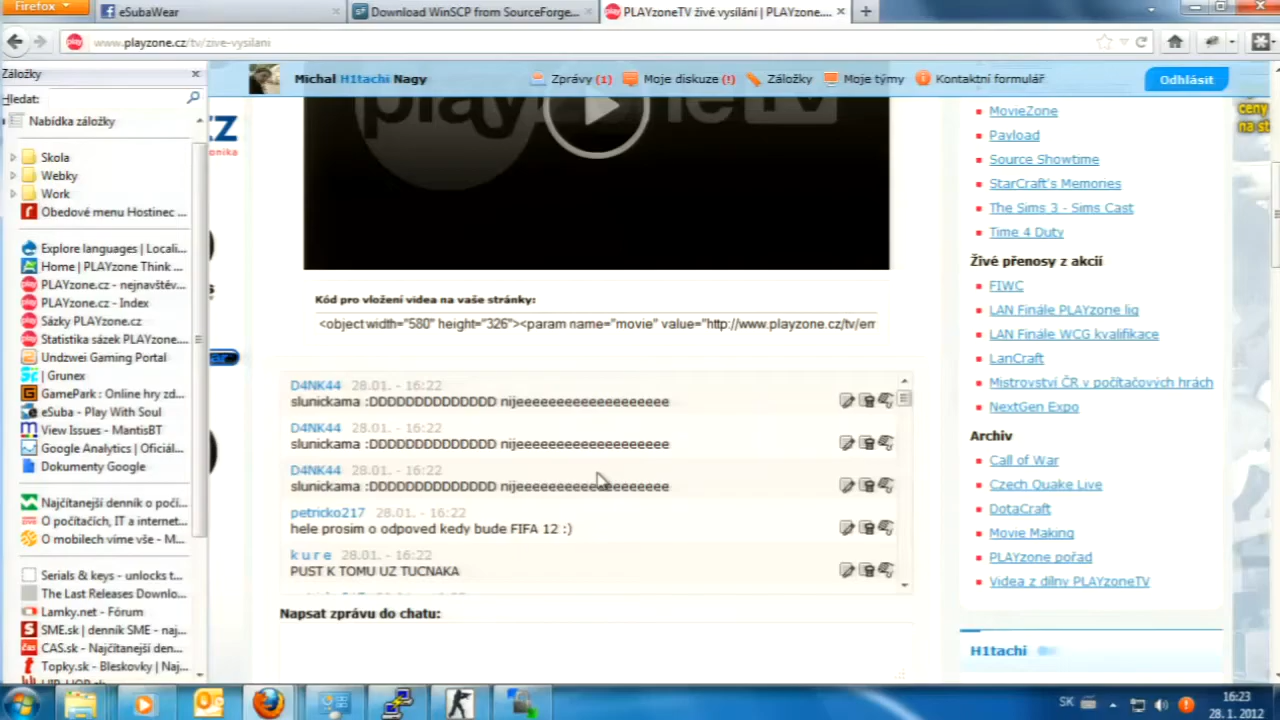 Firefox
eSubaWear
Download WinSCP from SourceForge...
PLAYzoneTV živé vysílání | PLAYzone....
www.playzone.cz/tv/zive-vysilani
Záložky
Hledat:
Nabídka záložky
Skola
Webky
Work
Obedové menu Hostinec ...
Explore languages | Locali...
Home | PLAYzone Think ...
PLAYzone.cz - nejnavštěv...
PLAYzone.cz - Index
Sázky PLAYzone.cz
Statistika sázek PLAYzone...
Undzwei Gaming Portal
| Grunex
GamePark : Online hry zd...
eSuba - Play With Soul
View Issues - MantisBT
Google Analytics | Oficiál...
Dokumenty Google
Najčítanejší denník o počí...
O počítačích, IT a internet...
O mobilech víme vše - M...
Serials & keys - unlocks t...
The Last Releases Downlo...
Lamky.net - Fórum
SME.sk | denník SME - naj...
ČAS.sk - Najčítanejší den...
Topky.sk - Bleskovky | Naj...
Michal H1tachi Nagy
Zprávy (1)
Moje diskuze (!)
Záložky
Moje týmy
Kontaktní formulář
Odhlásit
playzoneTV
Kód pro vložení videa na vaše stránky:
<object width="580" height="326"><param name="movie" value="http://www.playzone.cz/tv/em
D4NK44 28.01. - 16:22
slunickama :DDDDDDDDDDDDDD nijeeeeeeeeeeeeeeeeeee
D4NK44 28.01. - 16:22
slunickama :DDDDDDDDDDDDDD nijeeeeeeeeeeeeeeeeeee
D4NK44 28.01. - 16:22
slunickama :DDDDDDDDDDDDDD nijeeeeeeeeeeeeeeeeeee
petricko217 28.01. - 16:22
hele prosim o odpoved kedy bude FIFA 12 :)
k u r e 28.01. - 16:22
PUST K TOMU UZ TUCNAKA
Napsat zprávu do chatu:
MovieZone
Payload
Source Showtime
StarCraft's Memories
The Sims 3 - Sims Cast
Time 4 Duty
Živé přenosy z akcií
FIWC
LAN Finále PLAYzone lig
LAN Finále WCG kvalifikace
LanCraft
Mistrovství ČR v počítačových hrách
NextGen Expo
Archiv
Call of War
Czech Quake Live
DotaCraft
Movie Making
PLAYzone pořad
Videa z dílny PLAYzoneTV
H1tachi
ceny
na st
SK
16:23
28. 1. 2012